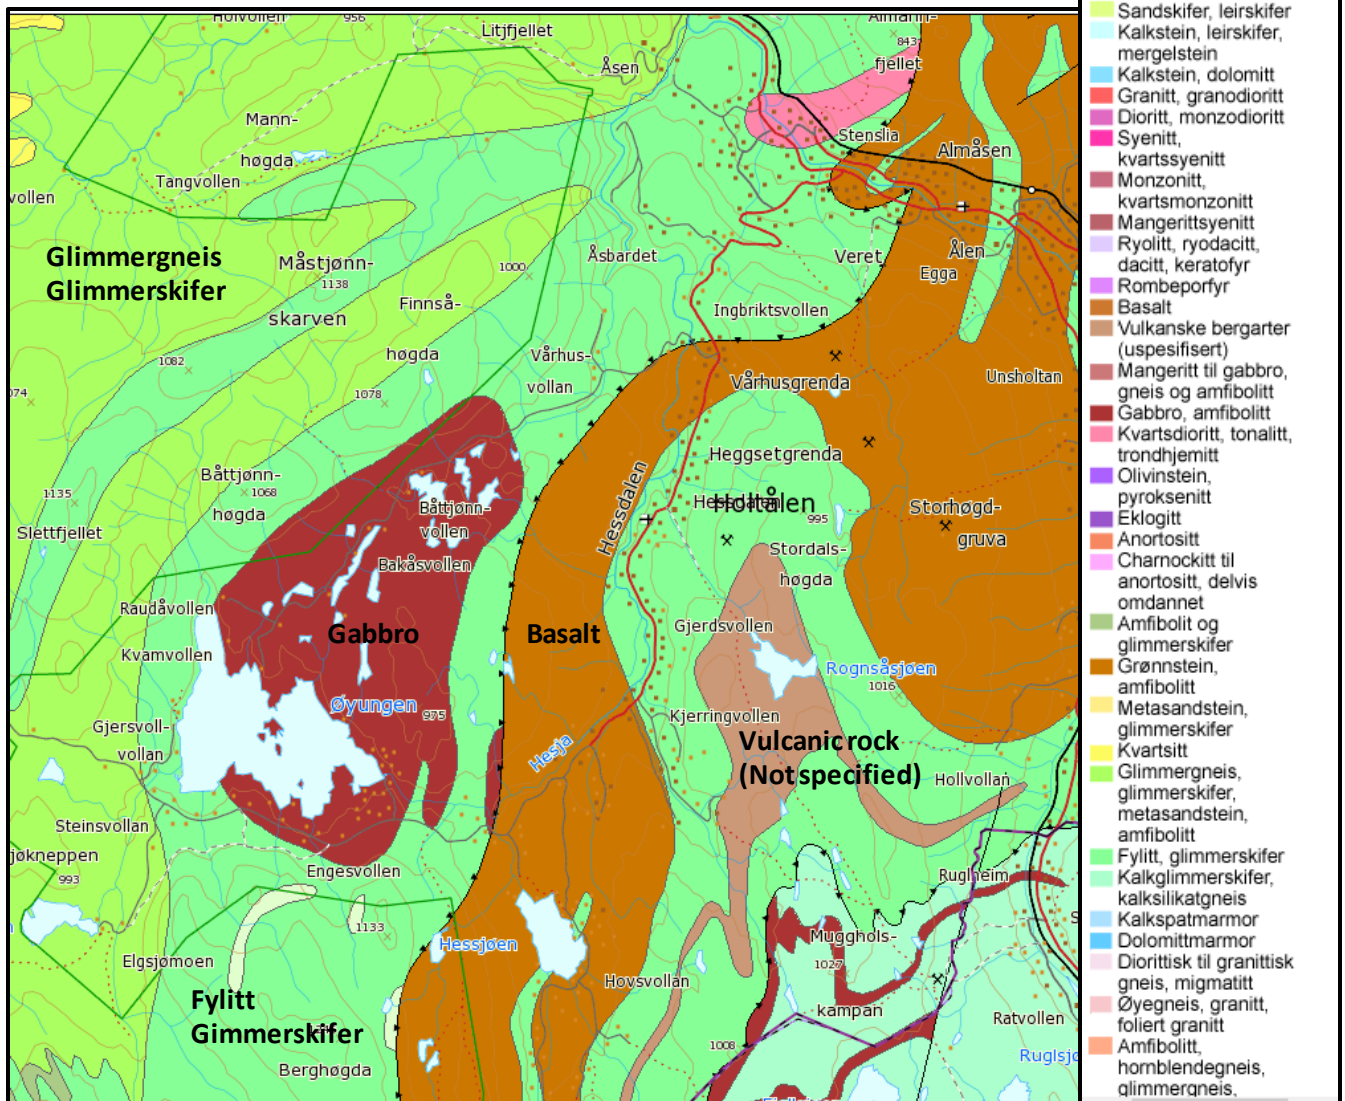 Holvollen
956
Litjfjellet
Almann-
843
fjellet
Åsen
Mann-
høgda
Stenslia
Almåsen
Tangvollen
vollen
Glimmergneis
Glimmerskifer
Måstjønn-
1138
skarven
1000
Åsbardet
Veret
Ålen
Egga
Finnså-
høgda
Ingbriktsvollen
1082
Vårhus-
vollan
Vårhusgrenda
Unsholtan
074
1078
Heggsetgrenda
Båttjønn-
1068
høgda
1135
Slettfjellet
Båttjønn-
vollen
Hessdalen
Hessdalen
Holtålen
995
Storhøgd-
gruva
Stordals-
høgda
Bakåsvollen
Raudåvollen
Kvamvollen
Gabbro
Basalt
Gjerdsvollen
Rognsåsjøen
1016
Øyungen
975
Kjerringvollen
Gjersvoll-
vollan
Hesja
Vulcanic rock
(Not specified)
Hollvollan
Steinsvollan
jøkneppen
993
Engesvollen
Ruglheim
1133
Hessjøen
Mugghols-
1027
kampan
Elgsjømoen
Hovsvollan
Fylitt
Gimmerskifer
Ratvollen
1008
Ruglsjø
Berghøgda
Sandskifer, leirskifer
Kalkstein, leirskifer,
mergelstein
Kalkstein, dolomitt
Granitt, granodioritt
Dioritt, monzodioritt
Syenitt,
kvartssyenitt
Monzonitt,
kvartsmonzonitt
Mangerittsyenitt
Ryolitt, ryodacitt,
dacitt, keratofyr
Rombeporfyr
Basalt
Vulkanske bergarter
(uspesifisert)
Mangeritt til gabbro,
gneis og amfibolitt
Gabbro, amfibolitt
Kvartsdioritt, tonalitt,
trondhjemitt
Olivinstein,
pyroksenitt
Eklogitt
Anortositt
Charnockitt til
anortositt, delvis
omdannet
Amfibolit og
glimmerskifer
Grønnstein,
amfibolitt
Metasandstein,
glimmerskifer
Kvartsitt
Glimmergneis,
glimmerskifer,
metasandstein,
amfibolitt
Fylitt, glimmerskifer
Kalkglimmerskifer,
kalksilikatgneis
Kalkspatmarmor
Dolomittmarmor
Diorittisk til granittisk
gneis, migmatitt
Øyegneis, granitt,
foliert granitt
Amfibolitt,
hornblendegneis,
glimmergneis,